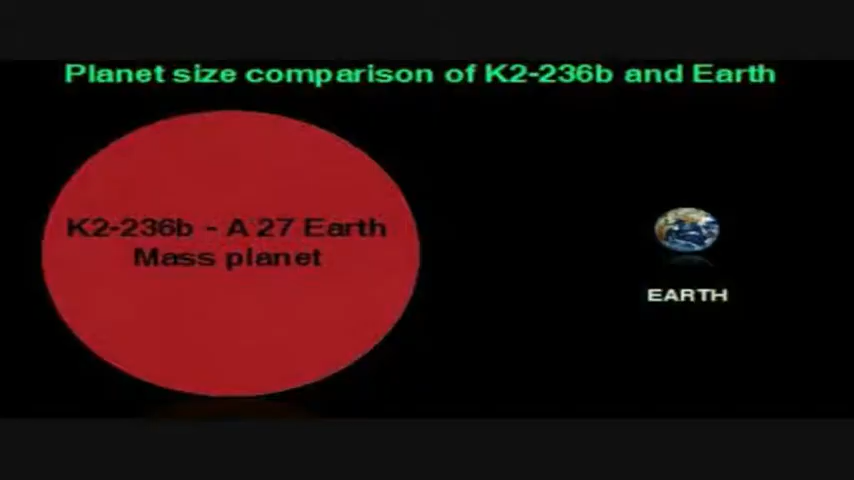 Planet size comparison of K2-236b and Earth
K2-236b - A 27 Earth
Mass planet
EARTH